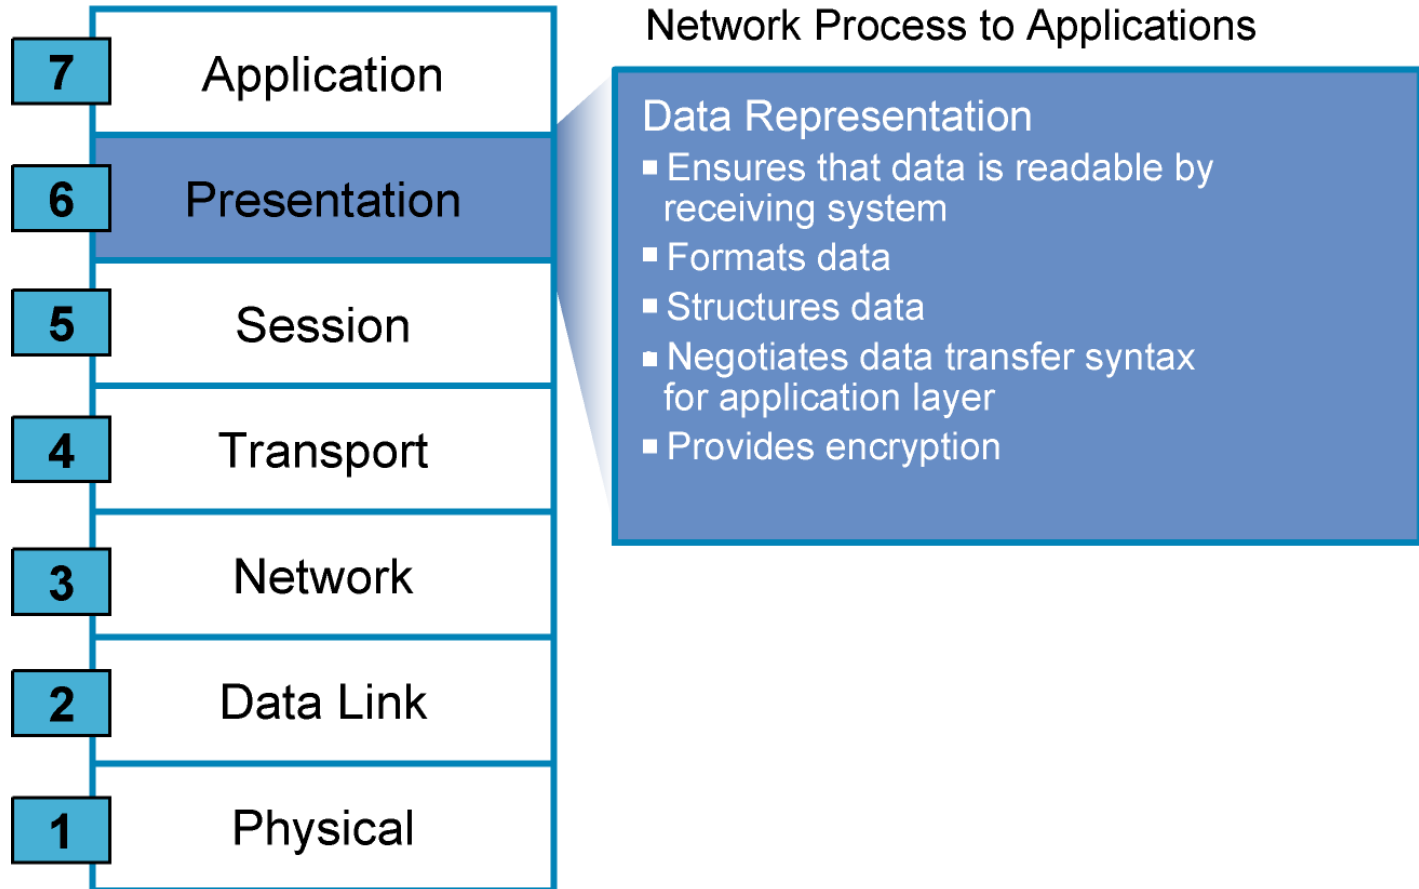 7
Application
6
Presentation
5
Session
4
Transport
3
Network
2
Data Link
1
Physical
Network Process to Applications
Data Representation
▪ Ensures that data is readable by
receiving system
▪ Formats data
▪ Structures data
▪ Negotiates data transfer syntax
for application layer
▪ Provides encryption